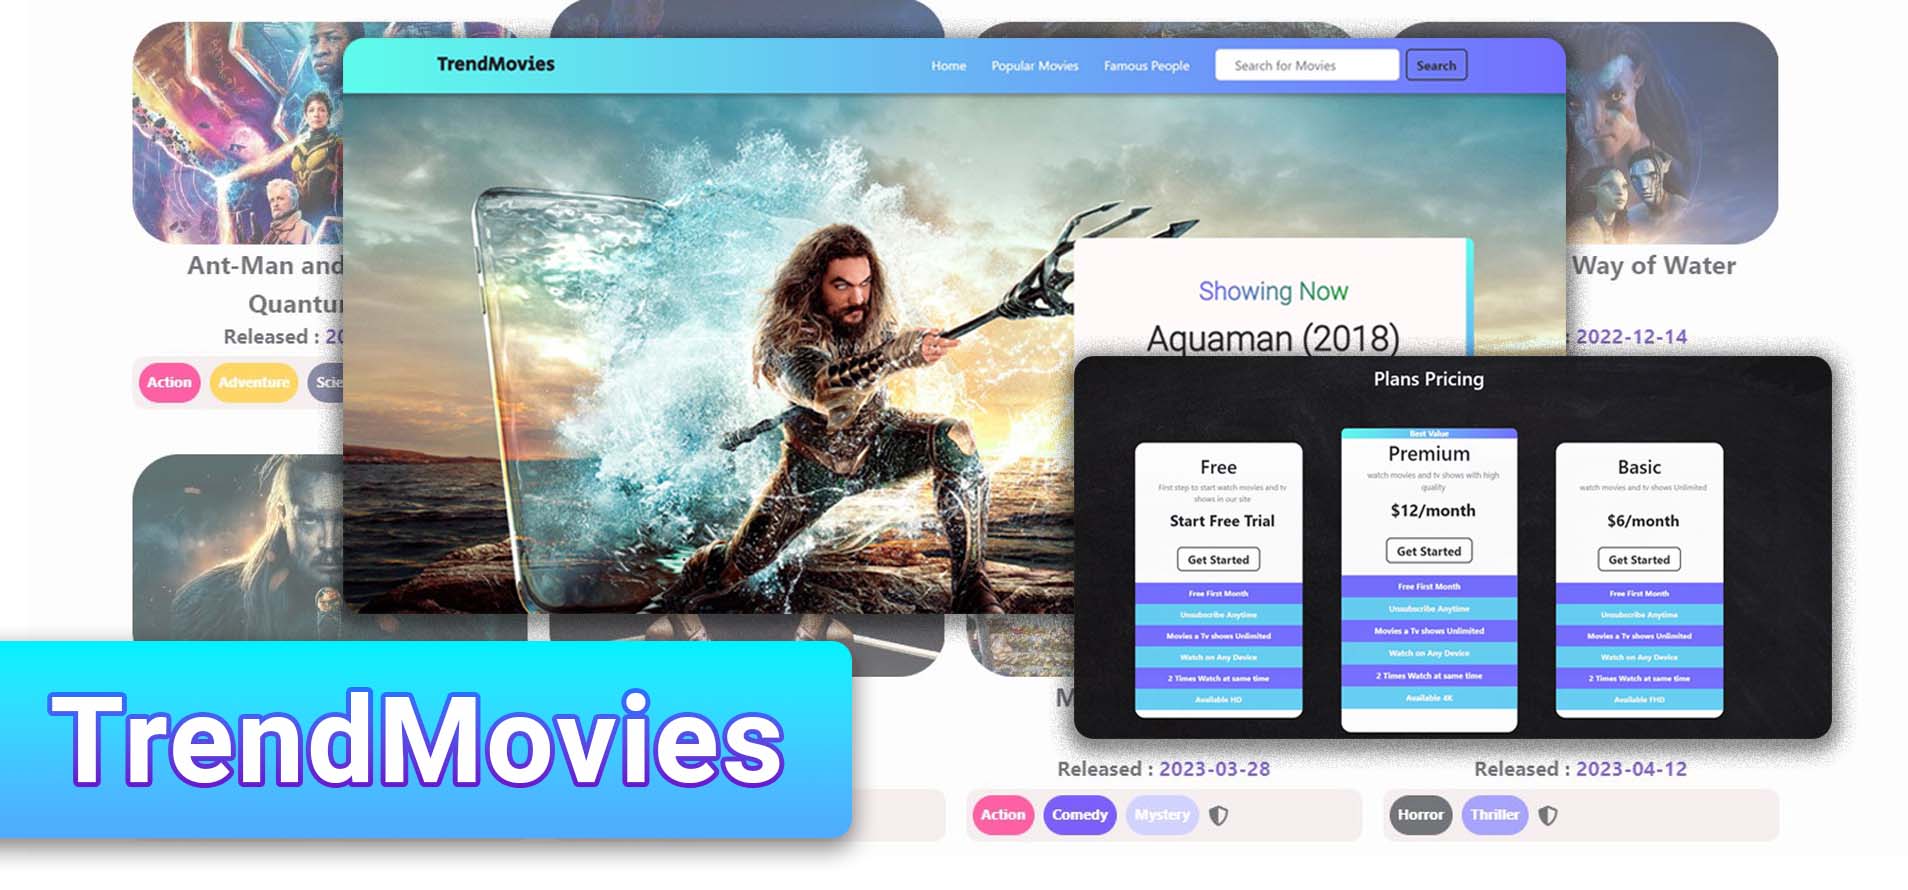 TrendMovies
Home
Popular Movies
Famous People
Search for Movies
Search
Showing Now
Aquaman (2018)
Ant-Man and
Released :
Action
Adventure
Way of Water
: 2022-12-14
Plans Pricing
Free
First step to start watch movies and tv
shows in our site
Start Free Trial
Get Started
Free First Month
Unsubscribe Anytime
Movies a Tv shows Unlimited
Watch on Any Device
2 Times Watch at same time
Available HD
Best Value
Premium
watch movies and tv shows with high
quality
$12/month
Get Started
Free First Month
Unsubscribe Anytime
Movies a Tv shows Unlimited
Watch on Any Device
2 Times Watch at same time
Available 4K
Basic
watch movies and tv shows Unlimited
$6/month
Get Started
Free First Month
Unsubscribe Anytime
Movies a Tv shows Unlimited
Watch on Any Device
2 Times Watch at same time
Available FHD
TrendMovies
Released : 2023-03-28
Action
Comedy
Mystery
Released : 2023-04-12
Horror
Thriller